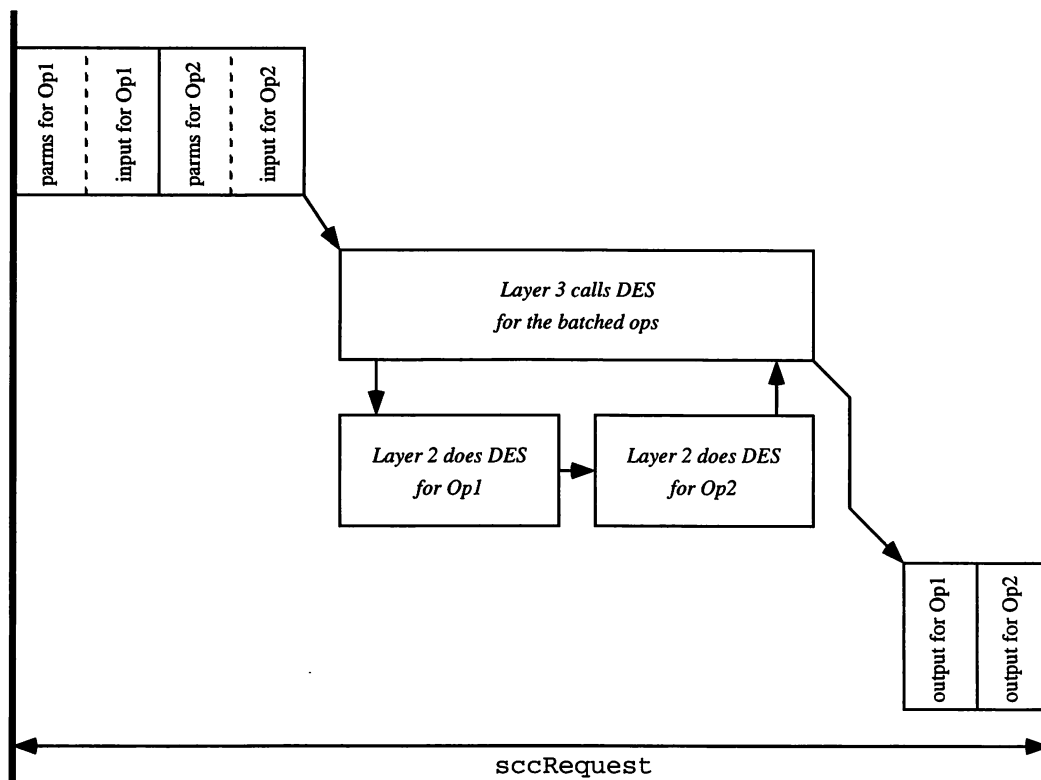 parms for Op1
input for Op1
parms for Op2
input for Op2
Layer 3 calls DES
for the batched ops
Layer 2 does DES
for Op1
Layer 2 does DES
for Op2
output for Op1
output for Op2
sccRequest